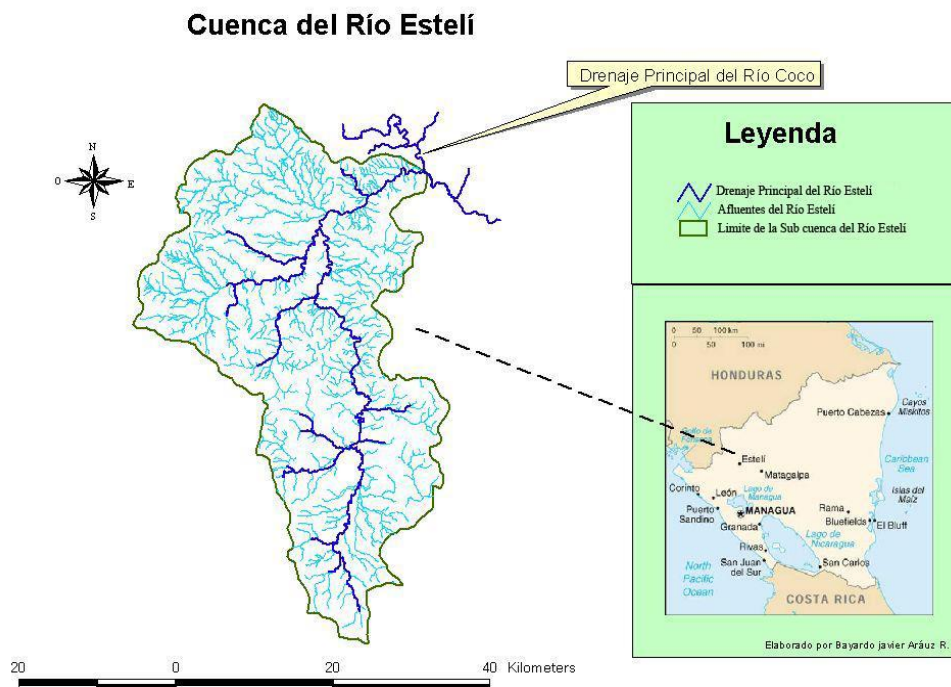 Cuenca del Río Estelí
Drenaje Principal del Río Coco
Leyenda
Drenaje Principal del Río Estelí
Afluentes del Río Estelí
Limite de la Sub cuenca del Río Estelí
N
O
E
S
0 50 100 km
0 50 100 mi
HONDURAS
Puerto Cabezas
Cayos
Miskitos
Golfo de
Fonseca
Estelí
Matagalpa
Caribbean
Sea
Corinto
León
Lago de
Managua
Islas del
Maíz
Puerto
Sandino
MANAGUA
Rama
Granada
Bluefields
El Bluff
Lago de
Nicaragua
Rivas
San Juan
del Sur
San Carlos
North
Pacific
Ocean
COSTA RICA
Elaborado por Bayardo javier Aráuz R.
20 0 20 40 Kilometers